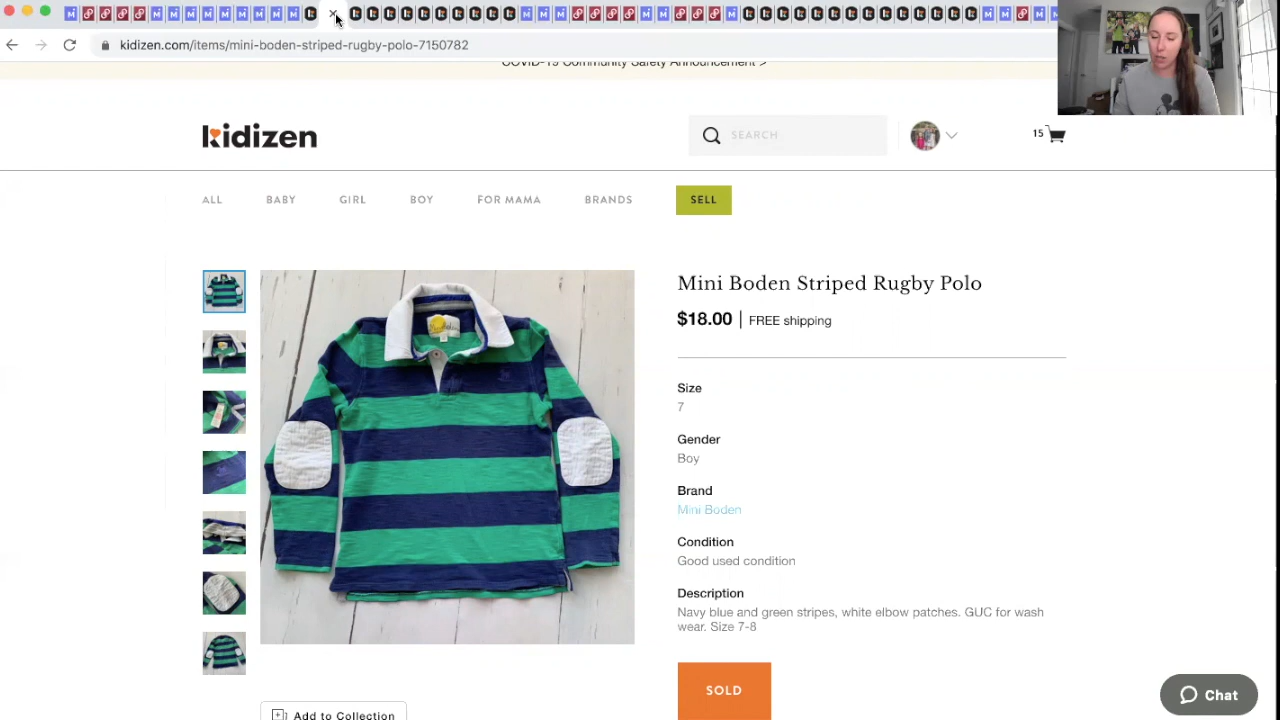 kidizen.com/items/mini-boden-striped-rugby-polo-7150782
COVID-19 Community Safety Announcement >
kidizen
SEARCH
15
ALL
BABY
GIRL
BOY
FOR MAMA
BRANDS
SELL
Mini Boden Striped Rugby Polo
$18.00 | FREE shipping
Size
7
Gender
Boy
Brand
Mini Boden
Condition
Good used condition
Description
Navy blue and green stripes, white elbow patches. GUC for wash
wear. Size 7-8
SOLD
Add to Collection
Chat